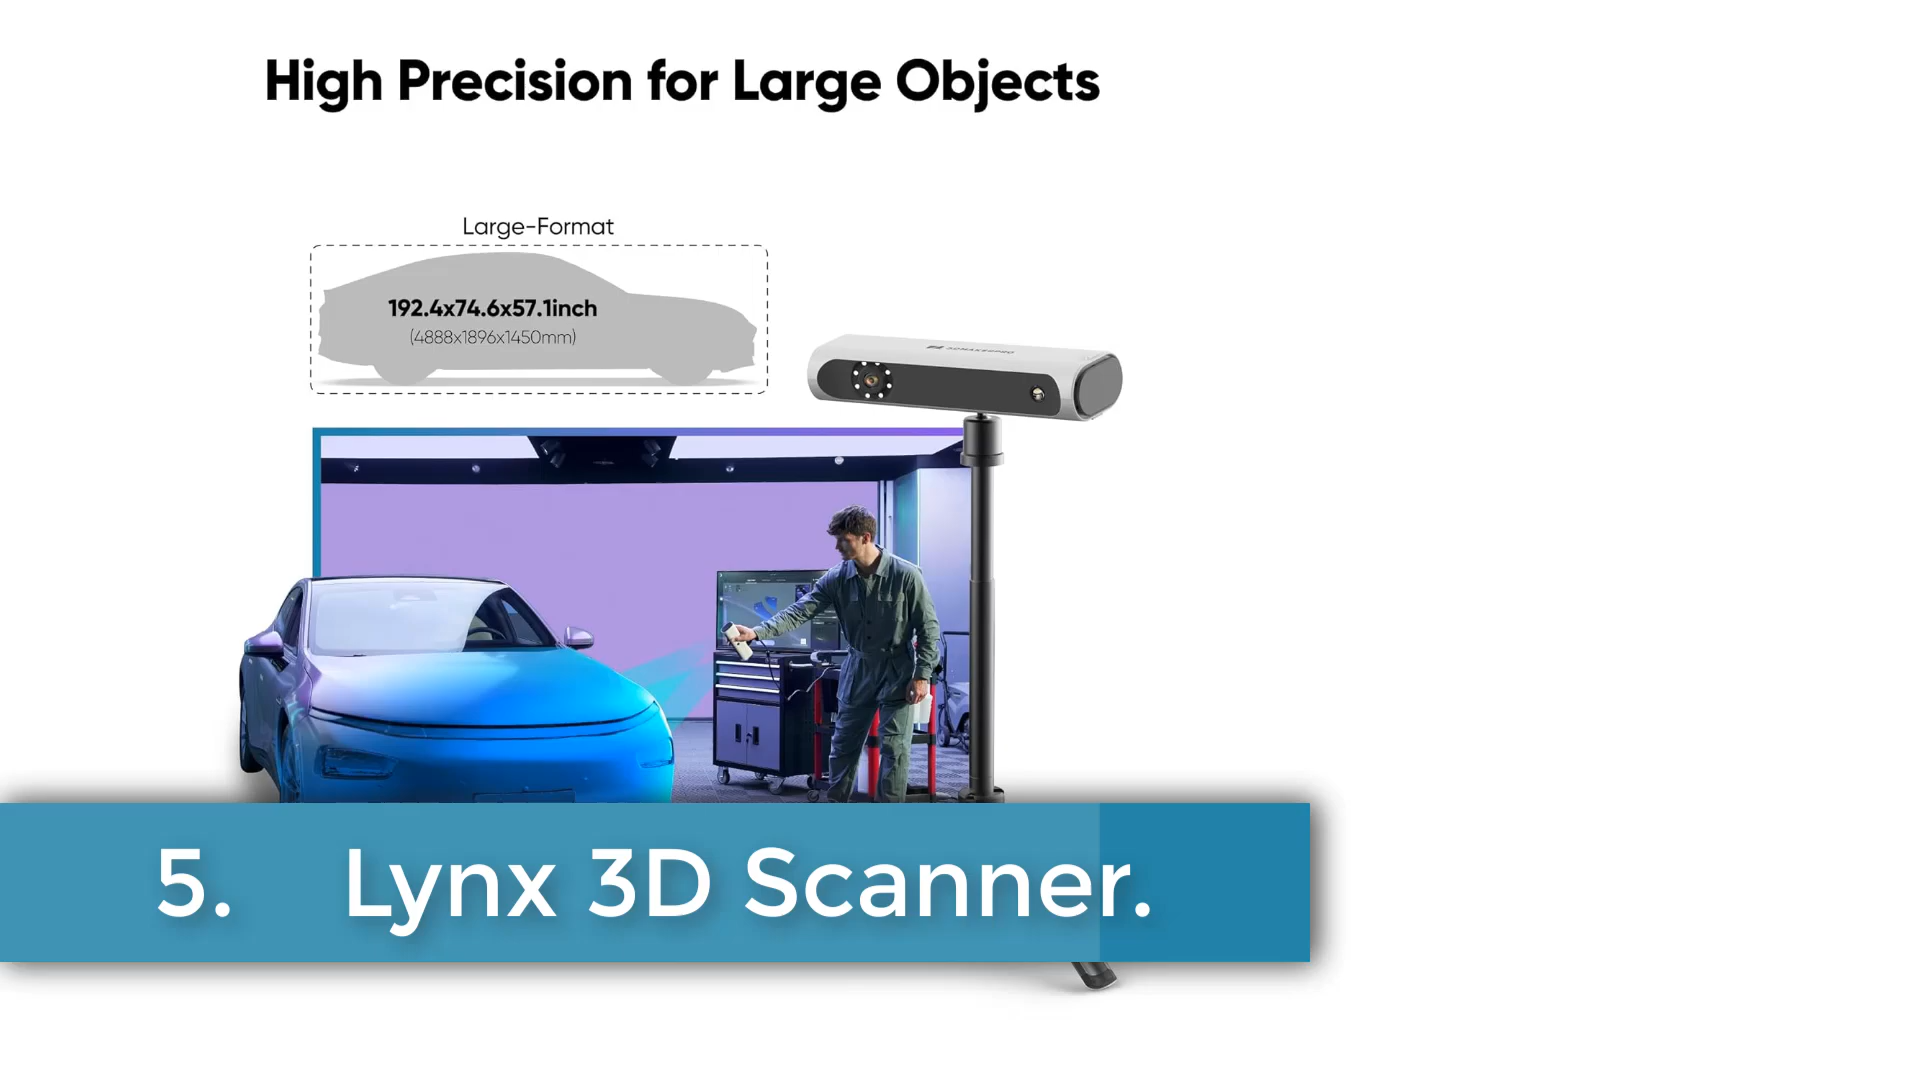 High Precision for Large Objects
Large-Format
192.4x74.6x57.1inch
(4888x1896x1450mm)
5. Lynx 3D Scanner.